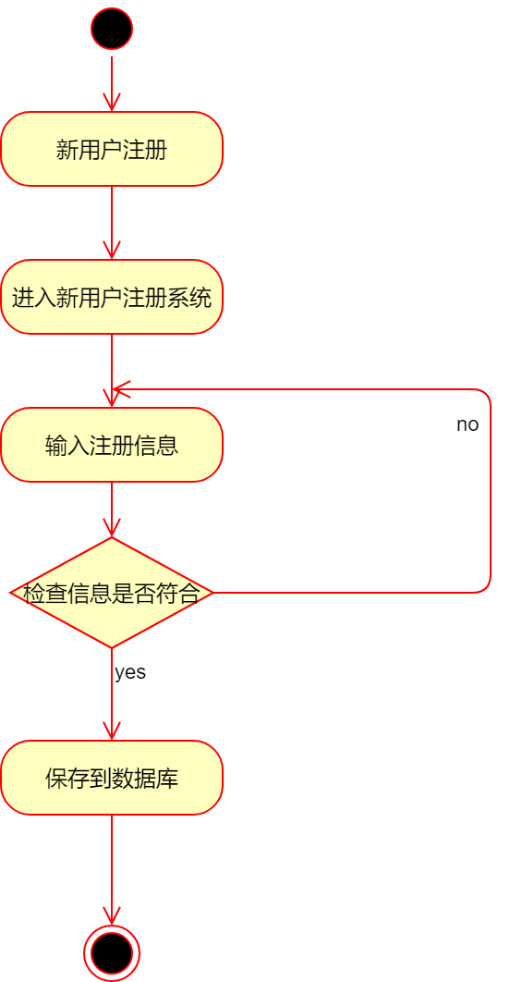 新用户注册
进入新用户注册系统
输入注册信息
no
检查信息是否符合
yes
保存到数据库